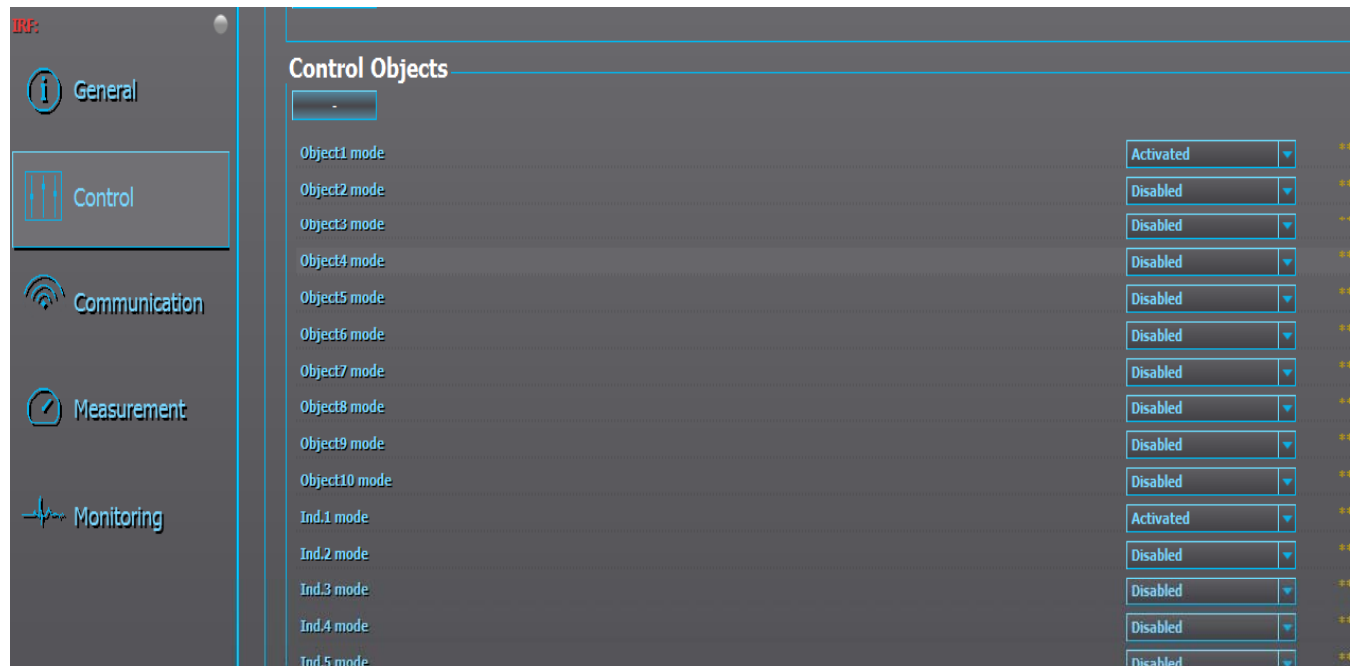 IRF:
General
Control
Communication
Measurement
Monitoring
Control Objects
-
Object1 mode Activated **
Object2 mode Disabled **
Object3 mode Disabled **
Object4 mode Disabled **
Object5 mode Disabled **
Object6 mode Disabled **
Object7 mode Disabled **
Object8 mode Disabled **
Object9 mode Disabled **
Object10 mode Disabled **
Ind.1 mode Activated **
Ind.2 mode Disabled **
Ind.3 mode Disabled **
Ind.4 mode Disabled **
Ind.5 mode Disabled **